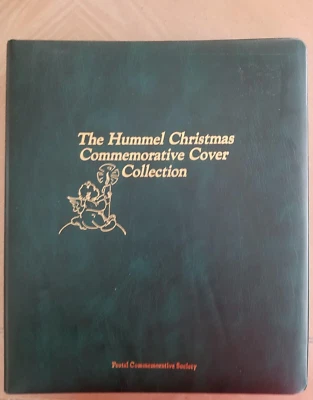 The Hummel Christmas
Commemorative Cover
Collection
Postal Commemorative Society